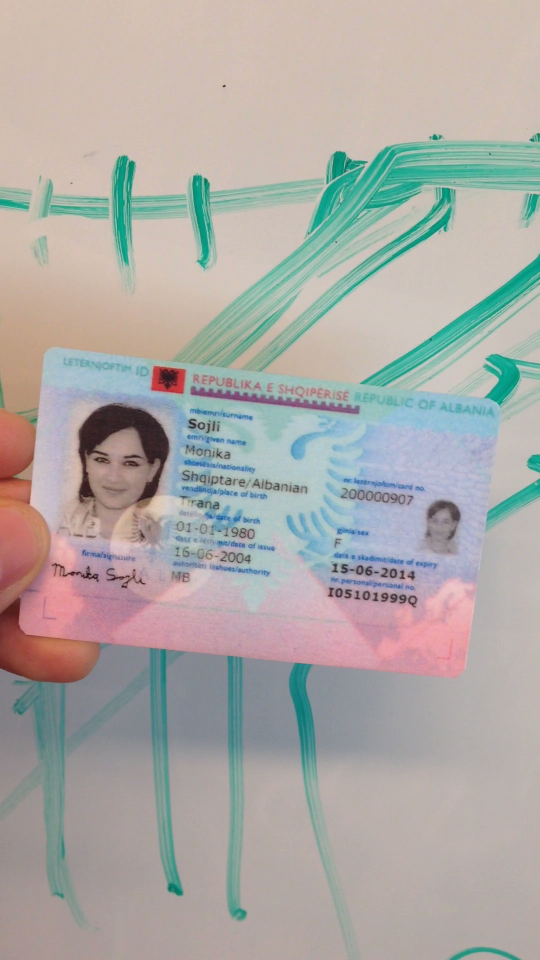 LETËRNJOFTIM ID REPUBLIKA E SHQIPËRISË REPUBLIC OF ALBANIA
mbiemri/surname
Sojli
emri/given name
Monika
shtetësia/nationality
Shqiptare/Albanian
nr. letërnjoftimi/card no.
200000907
vendlindja/place of birth
Tirana
datëlindja/date of birth
01-01-1980
gjinia/sex
F
datë e lëshimit/date of issue
16-06-2004
datë e skadimit/date of expiry
15-06-2014
autoriteti lëshues/authority
MB
nr. personal/personal no.
I05101999Q
firma/signature
Monika Sojli